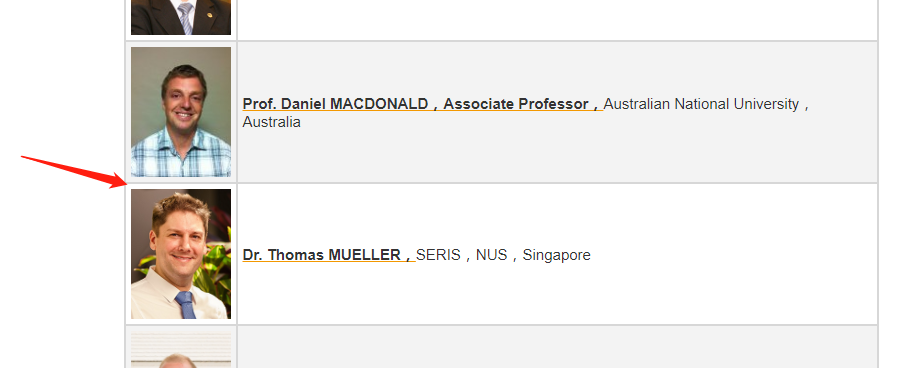 Prof. Daniel MACDONALD，Associate Professor，Australian National University，
Australia
Dr. Thomas MUELLER，SERIS，NUS，Singapore